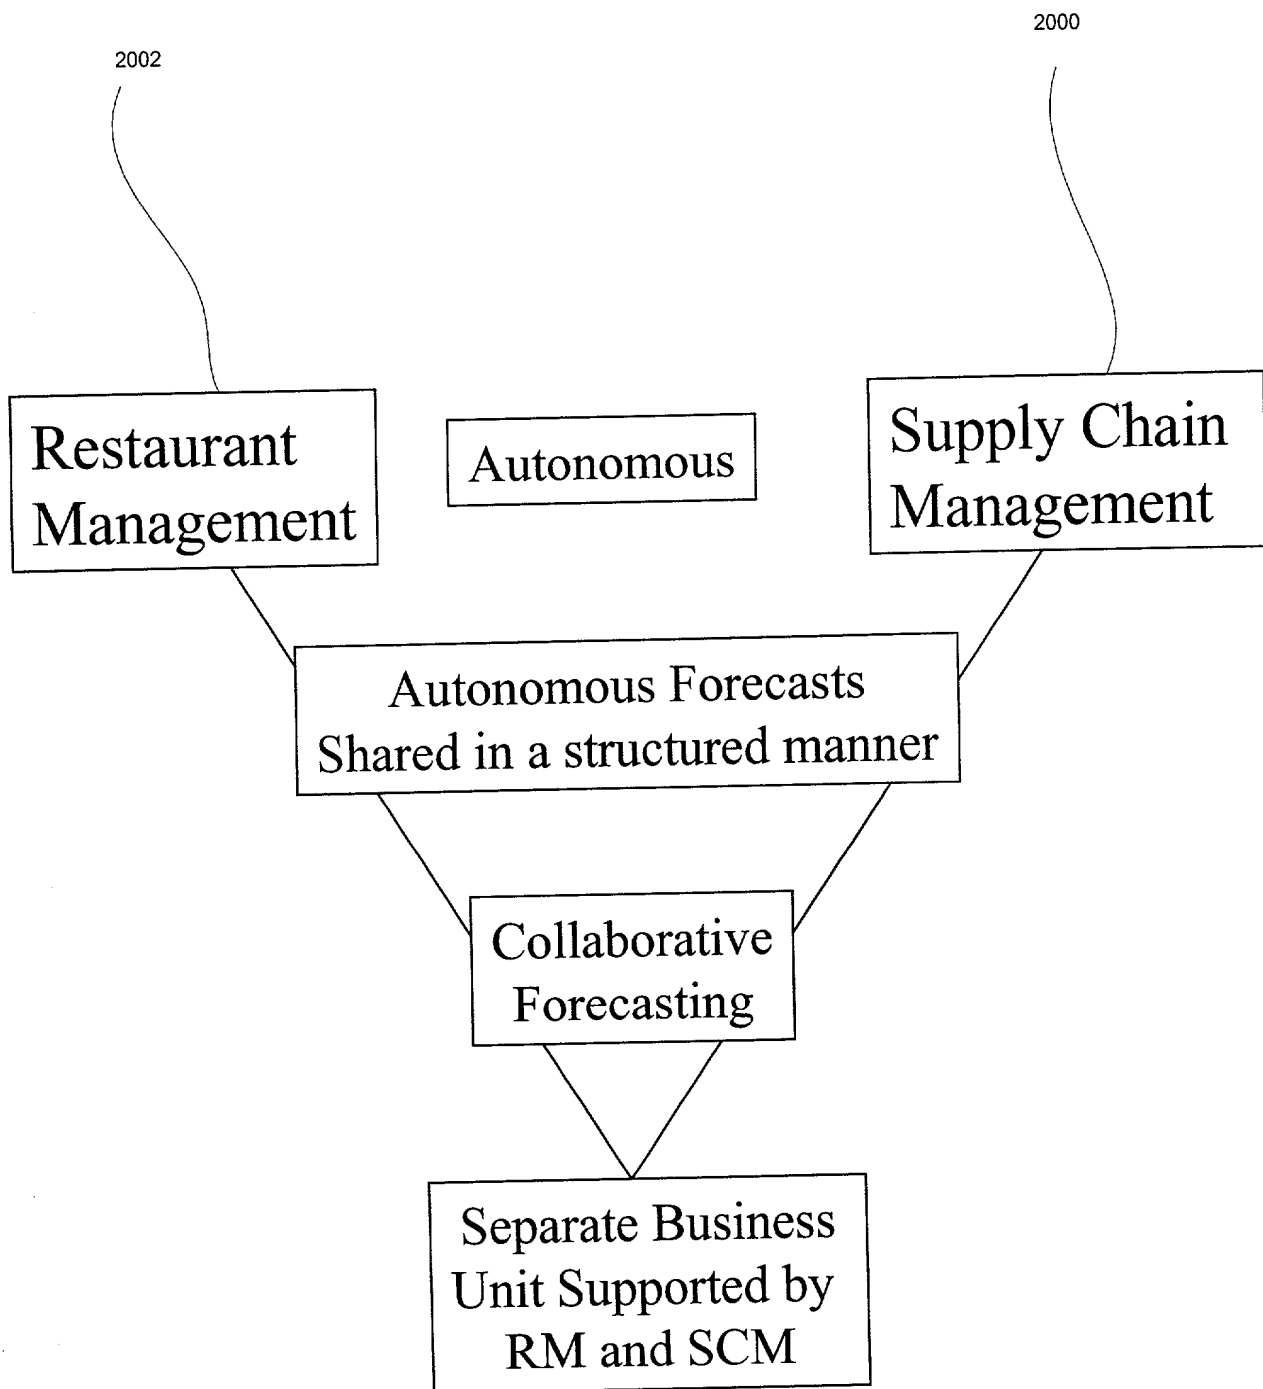 2000
2002
Restaurant
Management
Autonomous
Supply Chain
Management
Autonomous Forecasts
Shared in a structured manner
Collaborative
Forecasting
Separate Business
Unit Supported by
RM and SCM